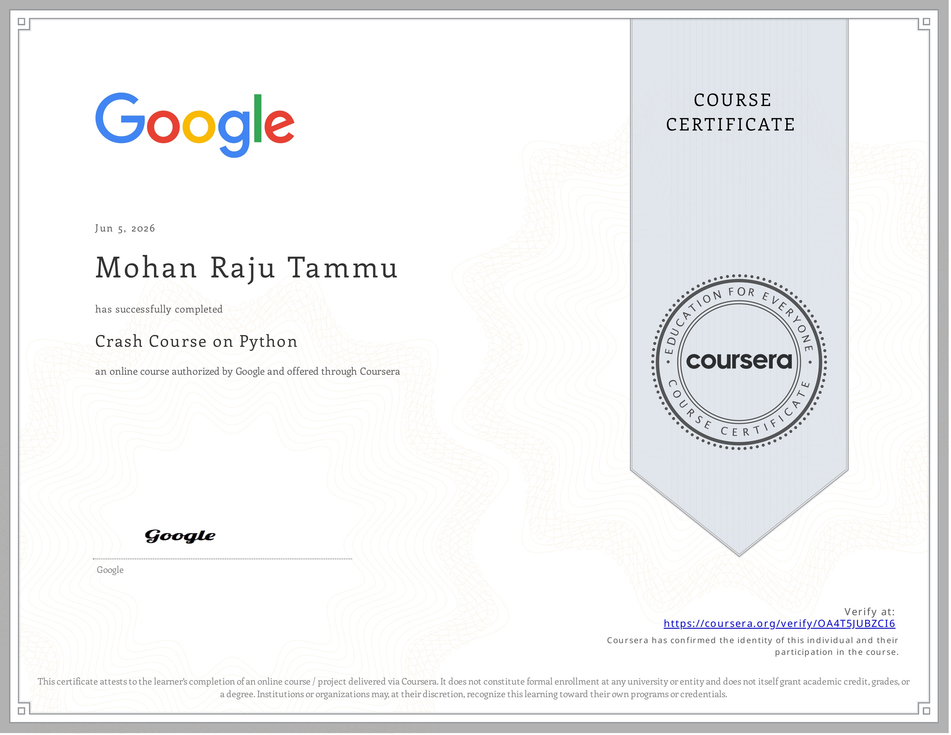 Google
COURSE
CERTIFICATE
Jun 5, 2026
Mohan Raju Tammu
has successfully completed
Crash Course on Python
an online course authorized by Google and offered through Coursera
EDUCATION FOR EVERYONE
coursera
COURSE CERTIFICATE
Google
Google
Verify at:
https://coursera.org/verify/OA4T5JUBZCI6
Coursera has confirmed the identity of this individual and their
participation in the course.
This certificate attests to the learner's completion of an online course / project delivered via Coursera. It does not constitute formal enrollment at any university or entity and does not itself grant academic credit, grades, or
a degree. Institutions or organizations may, at their discretion, recognize this learning toward their own programs or credentials.